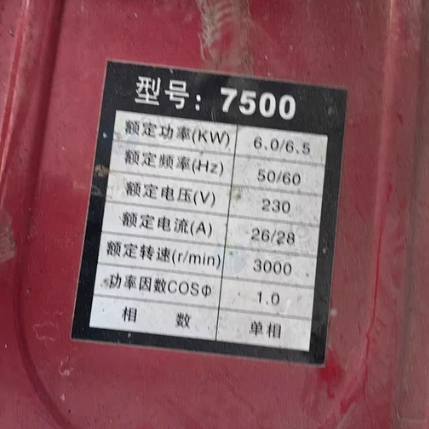 型号: 7500
额定功率(KW) 6.0/6.5
额定频率(Hz) 50/60
额定电压(V) 230
额定电流(A) 26/28
额定转速(r/min) 3000
功率因数COSΦ 1.0
相 数 单相